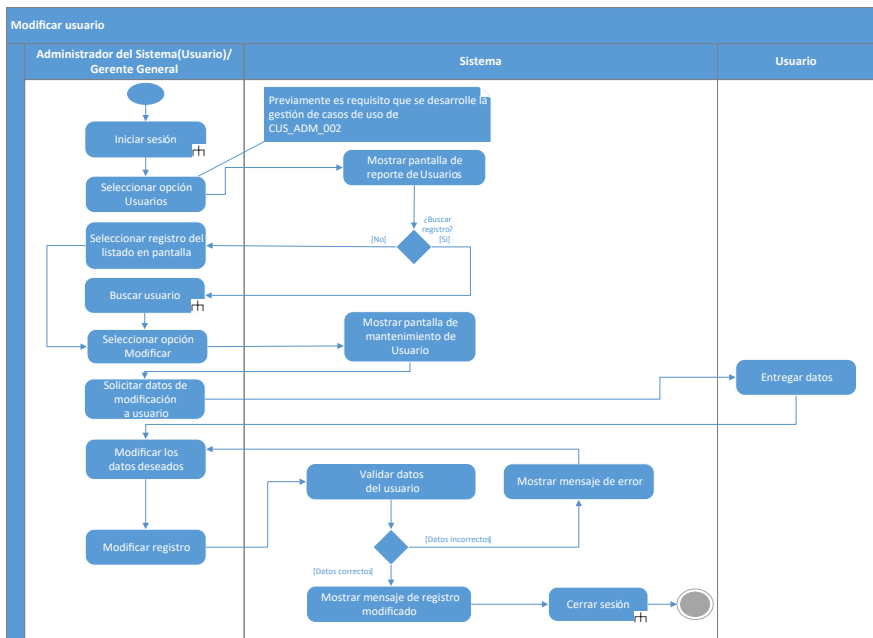 Modificar usuario
Administrador del Sistema(Usuario)/
Gerente General
Sistema
Usuario
Previamente es requisito que se desarrolle la
gestión de casos de uso de
CUS_ADM_002
Iniciar sesión
Mostrar pantalla de
reporte de Usuarios
Seleccionar opción
Usuarios
¿Buscar
registro?
[No]
[Si]
Seleccionar registro del
listado en pantalla
Buscar usuario
Mostrar pantalla de
mantenimiento de
Usuario
Seleccionar opción
Modificar
Entregar datos
Solicitar datos de
modificación
a usuario
Modificar los
datos deseados
Validar datos
del usuario
Mostrar mensaje de error
Modificar registro
[Datos incorrectos]
[Datos correctos]
Mostrar mensaje de registro
modificado
Cerrar sesión